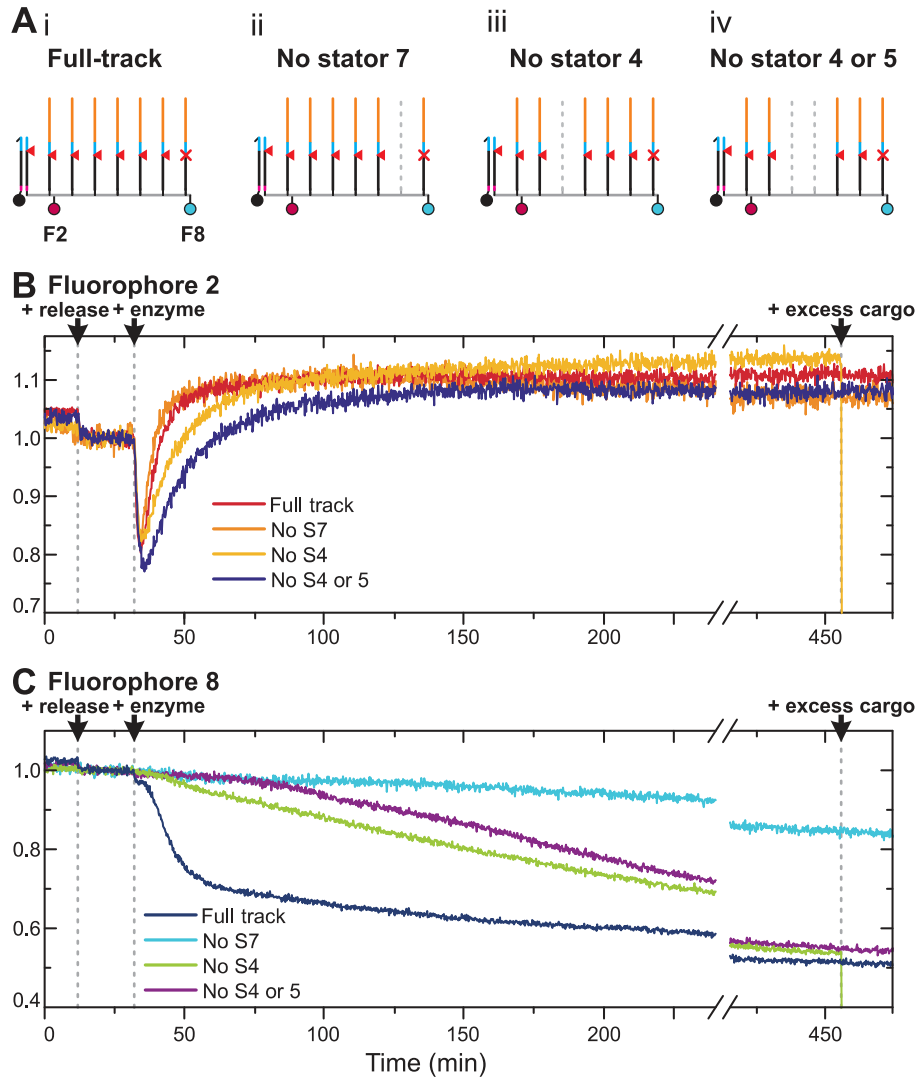 A
i ii iii iv
Full-track No stator 7 No stator 4 No stator 4 or 5
F2 F8
B Fluorophore 2
+ release + enzyme + excess cargo
1.1
1.0
0.9
0.8
0.7
Full track
No S7
No S4
No S4 or 5
0 50 100 150 200 450
C Fluorophore 8
+ release + enzyme + excess cargo
1.0
0.8
0.6
0.4
Full track
No S7
No S4
No S4 or 5
0 50 100 150 200 450
Time (min)